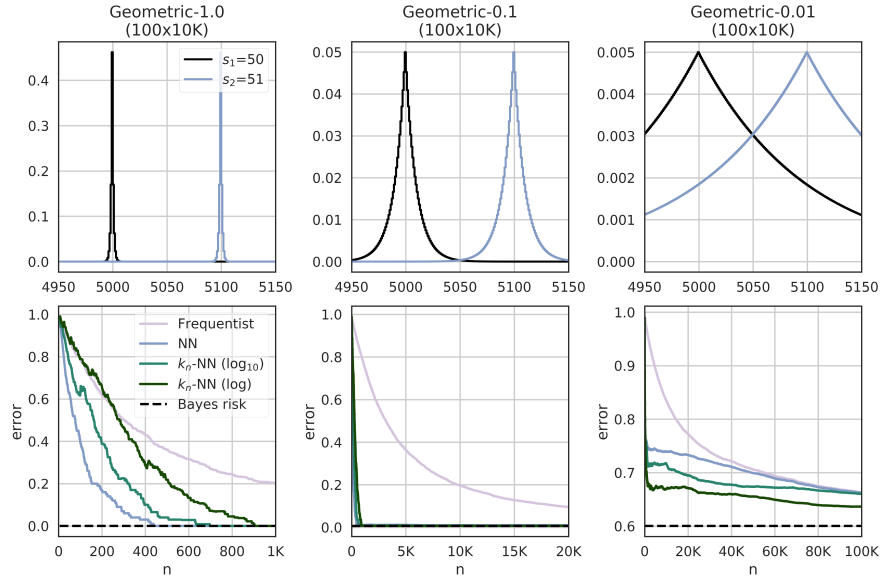 Geometric-1.0
(100x10K)
Geometric-0.1
(100x10K)
Geometric-0.01
(100x10K)
s₁=50
s₂=51
0.4
0.3
0.2
0.1
0.0
4950 5000 5050 5100 5150
0.05
0.04
0.03
0.02
0.01
0.00
4950 5000 5050 5100 5150
0.005
0.004
0.003
0.002
0.001
0.000
4950 5000 5050 5100 5150
error
1.0
0.8
0.6
0.4
0.2
0.0
Frequentist
NN
kₙ-NN (log₁₀)
kₙ-NN (log)
Bayes risk
0 200 400 600 800 1K
n
error
1.0
0.8
0.6
0.4
0.2
0.0
0 5K 10K 15K 20K
n
error
1.0
0.9
0.8
0.7
0.6
0 20K 40K 60K 80K 100K
n